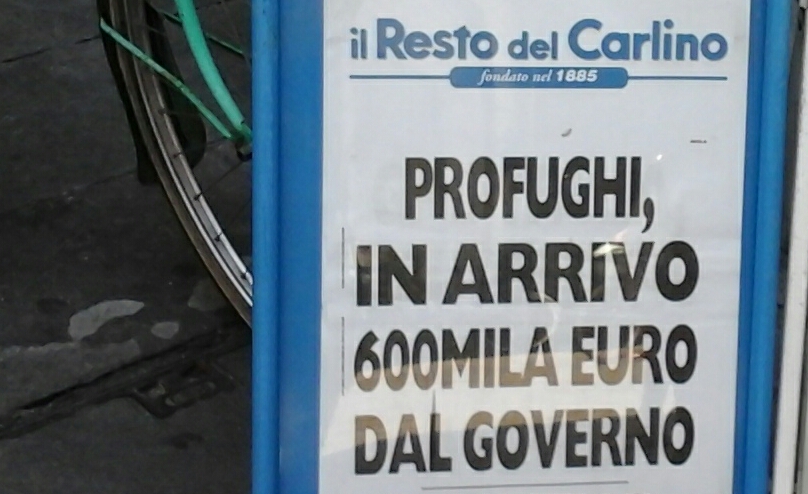 il Resto del Carlino
fondato nel 1885
PROFUGHI,
IN ARRIVO
600MILA EURO
DAL GOVERNO